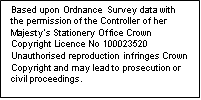 Based upon Ordnance Survey data with
the permission of the Controller of her
Majesty's Stationery Office Crown
Copyright Licence No 100023520
Unauthorised reproduction infringes Crown
Copyright and may lead to prosecution or
civil proceedings.